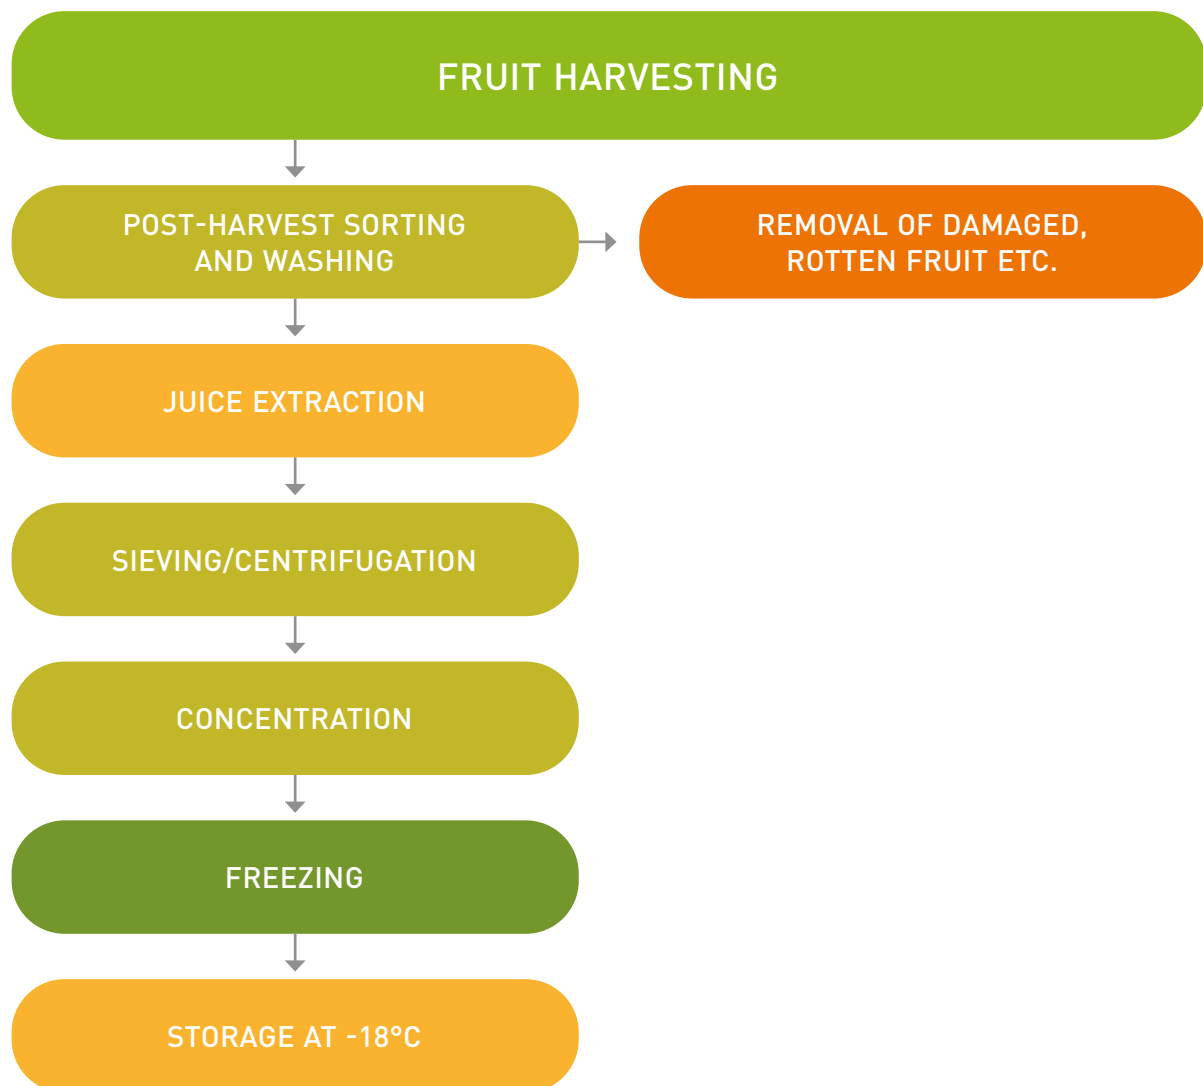 FRUIT HARVESTING
POST-HARVEST SORTING
AND WASHING
REMOVAL OF DAMAGED,
ROTTEN FRUIT ETC.
JUICE EXTRACTION
SIEVING/CENTRIFUGATION
CONCENTRATION
FREEZING
STORAGE AT -18°C